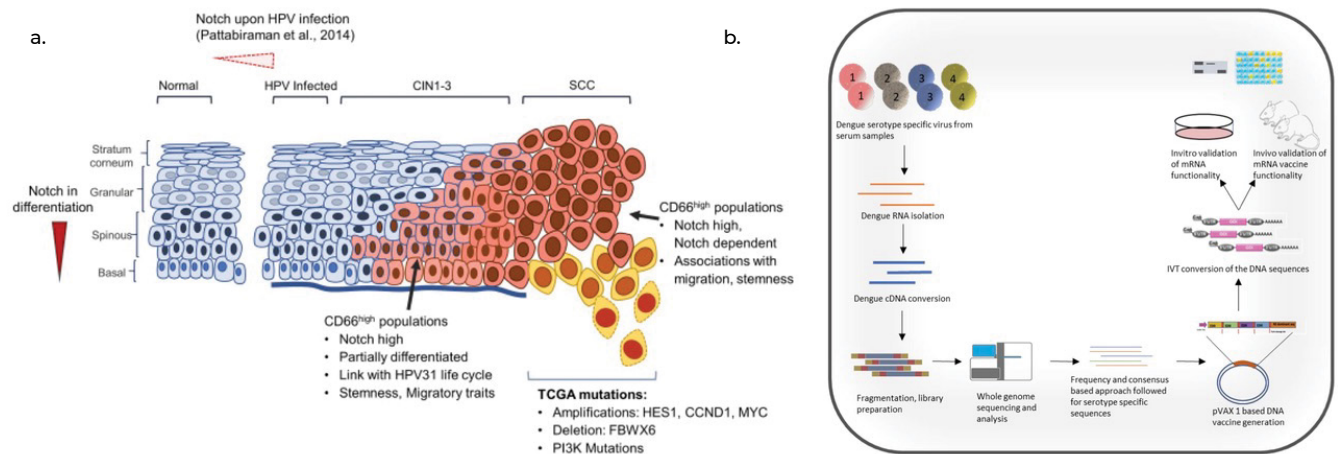 a.
Notch upon HPV infection
(Pattabiraman et al., 2014)
Normal
HPV Infected
CIN1-3
SCC
Stratum
corneum
Granular
Spinous
Basal
Notch in
differentiation
CD66high populations
• Notch high,
Notch dependent
• Associations with
migration, stemness
CD66high populations
• Notch high
• Partially differentiated
• Link with HPV31 life cycle
• Stemness, Migratory traits
TCGA mutations:
• Amplifications: HES1, CCND1, MYC
• Deletion: FBWX6
• PI3K Mutations
b.
1 2 3 4
1 2 3 4
Dengue serotype specific virus from
serum samples
Dengue RNA isolation
Dengue cDNA conversion
Fragmentation, library
preparation
Whole genome
sequencing and
analysis
Frequency and consensus
based approach followed
for serotype specific
sequences
pVAX 1 based DNA
vaccine generation
IVT conversion of the DNA sequences
Invitro validation
of mRNA
functionality
Invivo validation of
mRNA vaccine
functionality